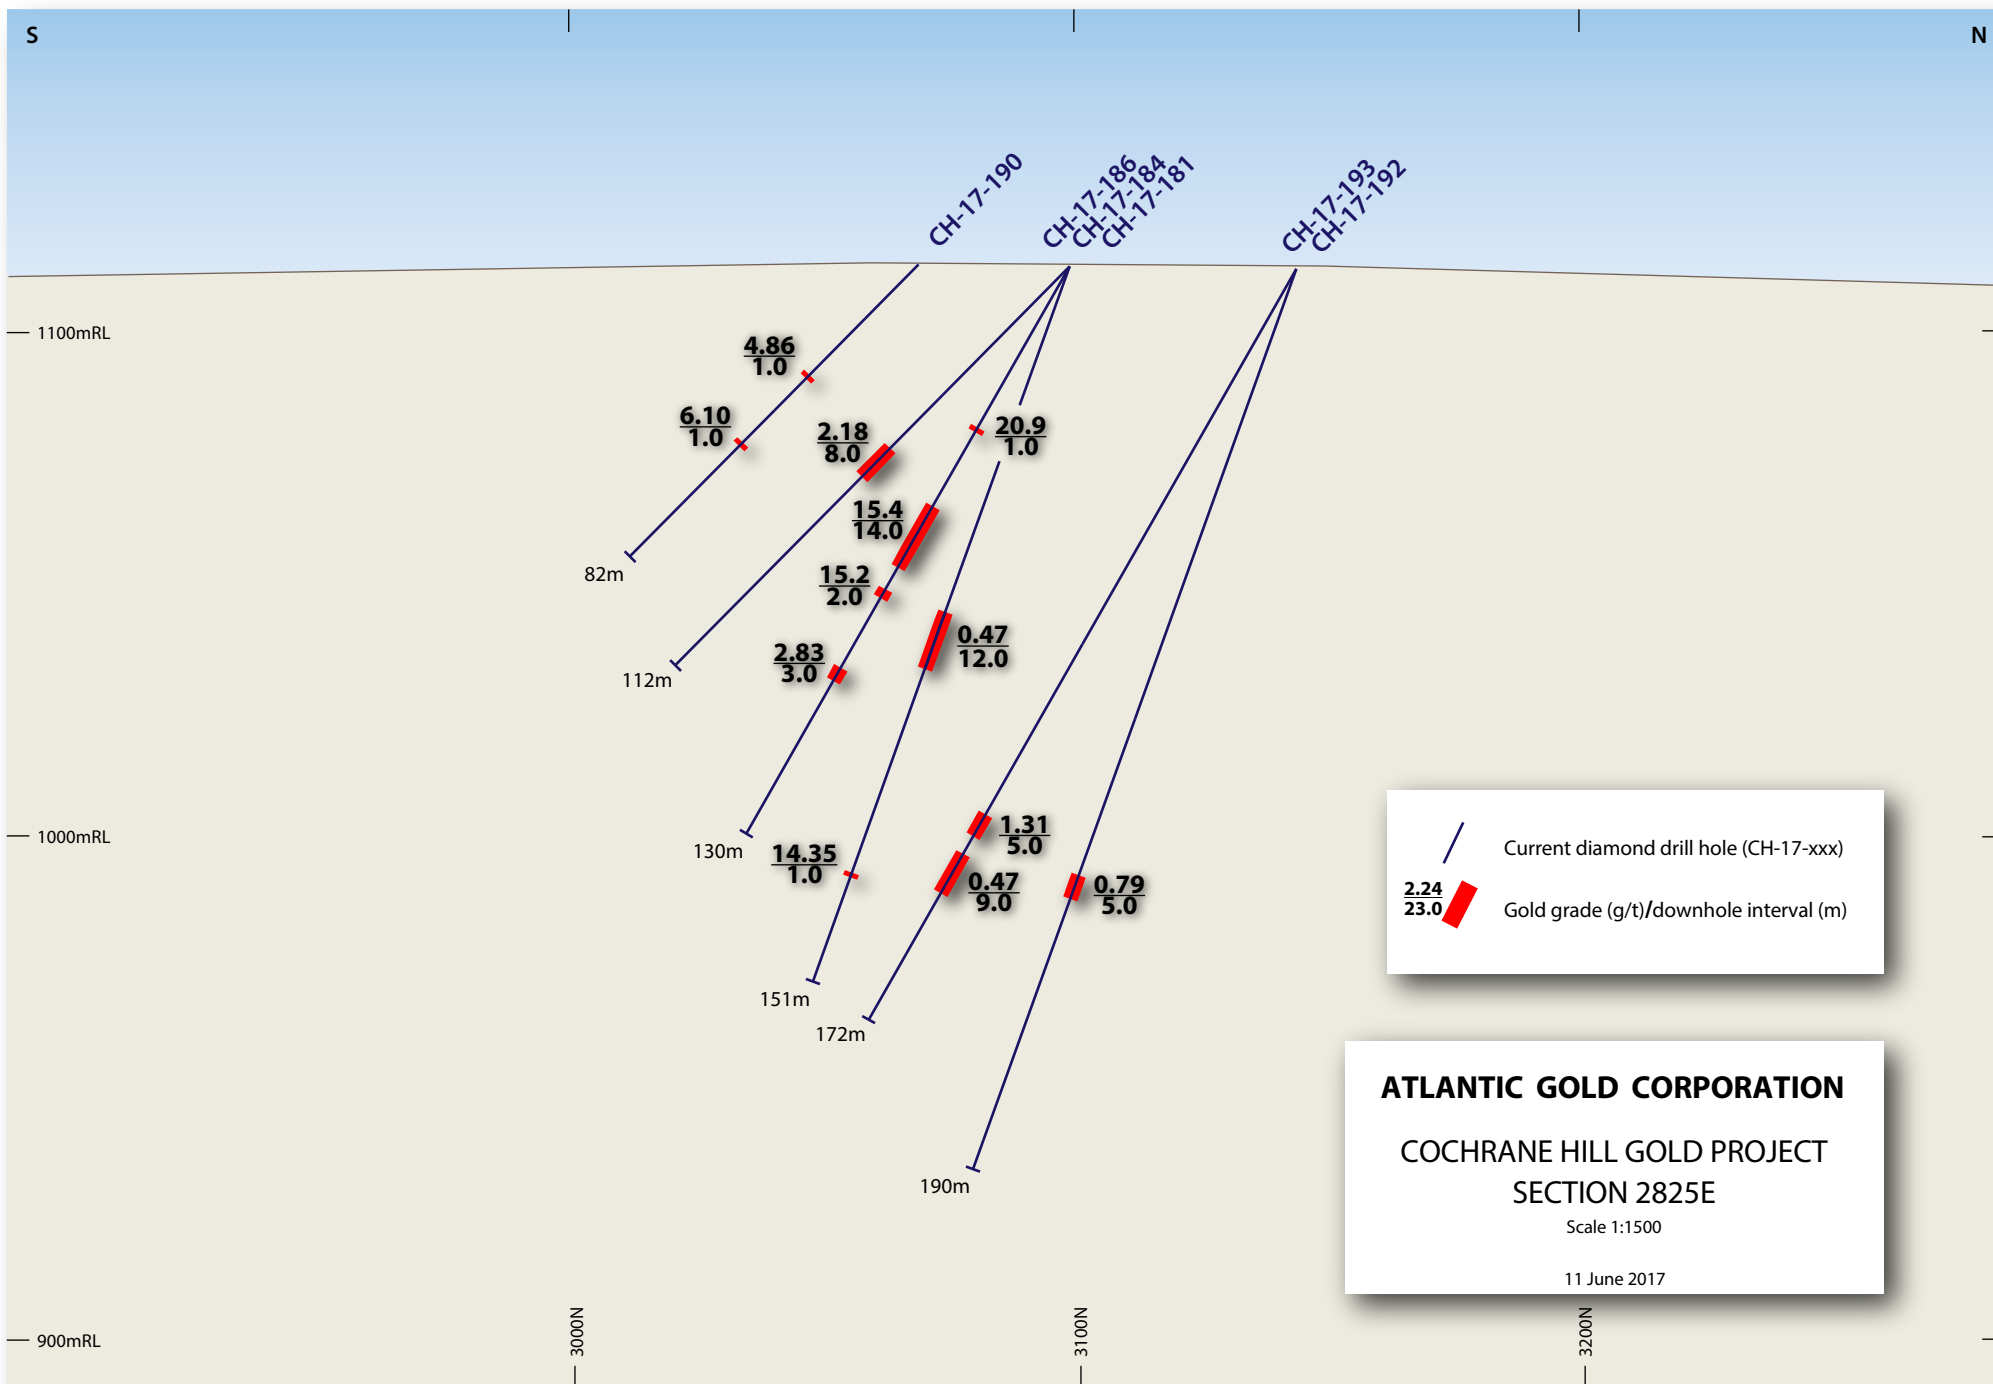 S
N
CH-17-190
CH-17-186
CH-17-184
CH-17-181
CH-17-193
CH-17-192
1100mRL
4.86
1.0
6.10
1.0
2.18
8.0
20.9
1.0
15.4
14.0
82m
15.2
2.0
0.47
12.0
2.83
3.0
112m
1000mRL
130m
14.35
1.0
1.31
5.0
0.47
9.0
0.79
5.0
151m
172m
190m
Current diamond drill hole (CH-17-xxx)
2.24
23.0
Gold grade (g/t)/downhole interval (m)
ATLANTIC GOLD CORPORATION
COCHRANE HILL GOLD PROJECT
SECTION 2825E
Scale 1:1500
11 June 2017
900mRL
3000N
3100N
3200N